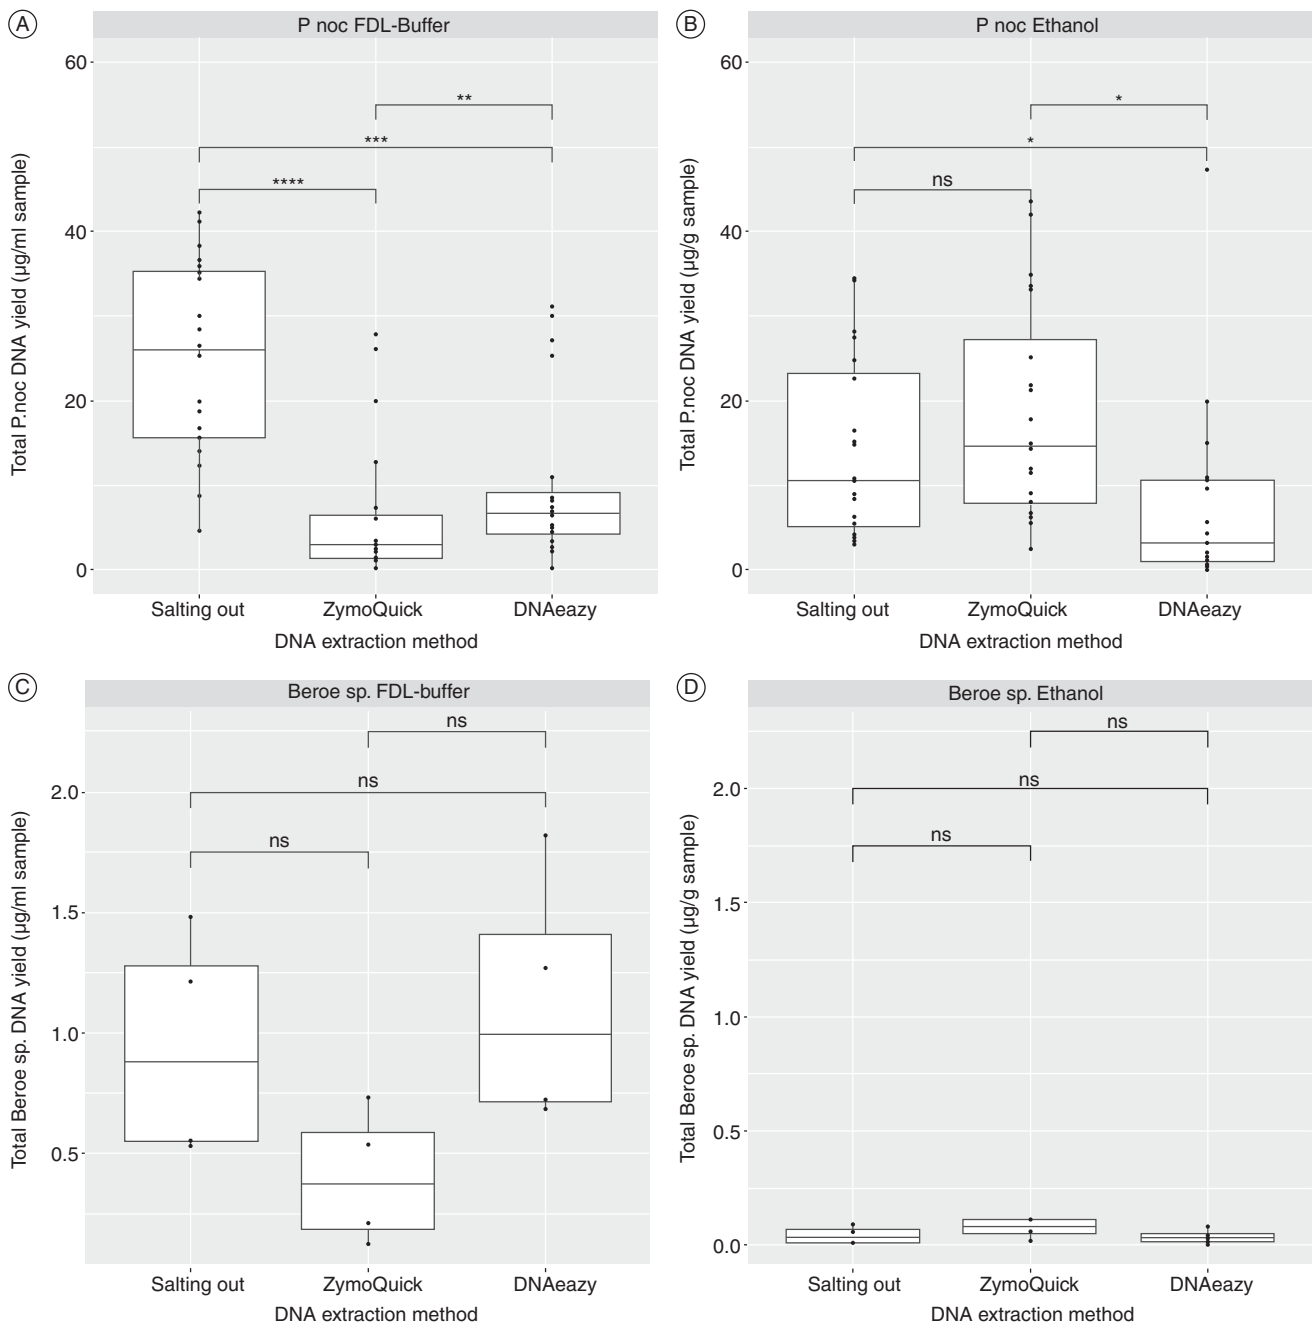 A
P noc FDL-Buffer
Total P.noc DNA yield (μg/ml sample)
60
40
20
0
**
***
****
Salting out
ZymoQuick
DNAeazy
DNA extraction method
B
P noc Ethanol
Total P.noc DNA yield (μg/g sample)
60
40
20
0
*
*
ns
Salting out
ZymoQuick
DNAeazy
DNA extraction method
C
Beroe sp. FDL-buffer
Total Beroe sp. DNA yield (μg/ml sample)
2.0
1.5
1.0
0.5
ns
ns
ns
Salting out
ZymoQuick
DNAeazy
DNA extraction method
D
Beroe sp. Ethanol
Total Beroe sp. DNA yield (μg/g sample)
2.0
1.5
1.0
0.5
0.0
ns
ns
ns
Salting out
ZymoQuick
DNAeazy
DNA extraction method